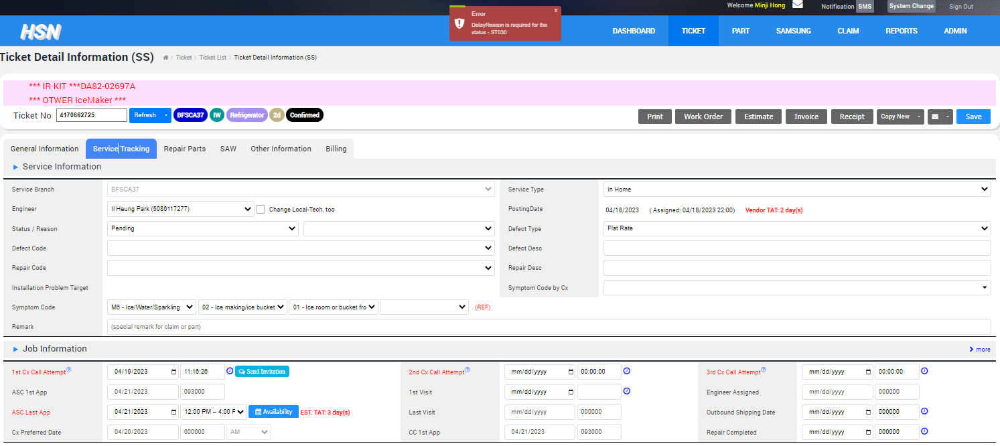 Welcome Minji Hong Notification SMS System Change Sign Out
Error x
DelayReason is required for the
status - ST030
HSN DASHBOARD TICKET PART SAMSUNG CLAIM REPORTS ADMIN
Ticket Detail Information (SS) Ticket Ticket List Ticket Detail Information (SS)
*** IR KIT ***DA82-02697A
*** OTWER IceMaker ***
Ticket No 4170662725 Refresh BFSCA37 IW Refrigerator 2d Confirmed Print Work Order Estimate Invoice Receipt Copy New Save
General Information Service Tracking Repair Parts SAW Other Information Billing
Service Information
Service Branch BFSCA37 Service Type In Home
Engineer Il Heung Park (5086117277) Change Local-Tech, too PostingDate 04/18/2023 ( Assigned: 04/18/2023 22:00) Vendor TAT: 2 day(s)
Status / Reason Pending Defect Type Flat Rate
Defect Code Defect Desc
Repair Code Repair Desc
Installation Problem Target Symptom Code by Cx
Symptom Code M6 - Ice/Water/Sparkling 02 - Ice making/ice bucket 01 - Ice room or bucket fro (REF)
Remark (special remark for claim or part)
Job Information more
1st Cx Call Attempt? 04/19/2023 11:16:26 Send Invitation 2nd Cx Call Attempt? mm/dd/yyyy 00:00:00 3rd Cx Call Attempt? mm/dd/yyyy 00:00:00
ASC 1st App 04/21/2023 093000 1st Visit mm/dd/yyyy Engineer Assigned mm/dd/yyyy 000000
ASC Last App 04/21/2023 12:00 PM – 4:00 F Availability EST. TAT: 3 day(s) Last Visit mm/dd/yyyy 000000 Outbound Shipping Date mm/dd/yyyy 000000
Cx Preferred Date 04/20/2023 000000 AM CC 1st App 04/21/2023 093000 Repair Completed mm/dd/yyyy 000000